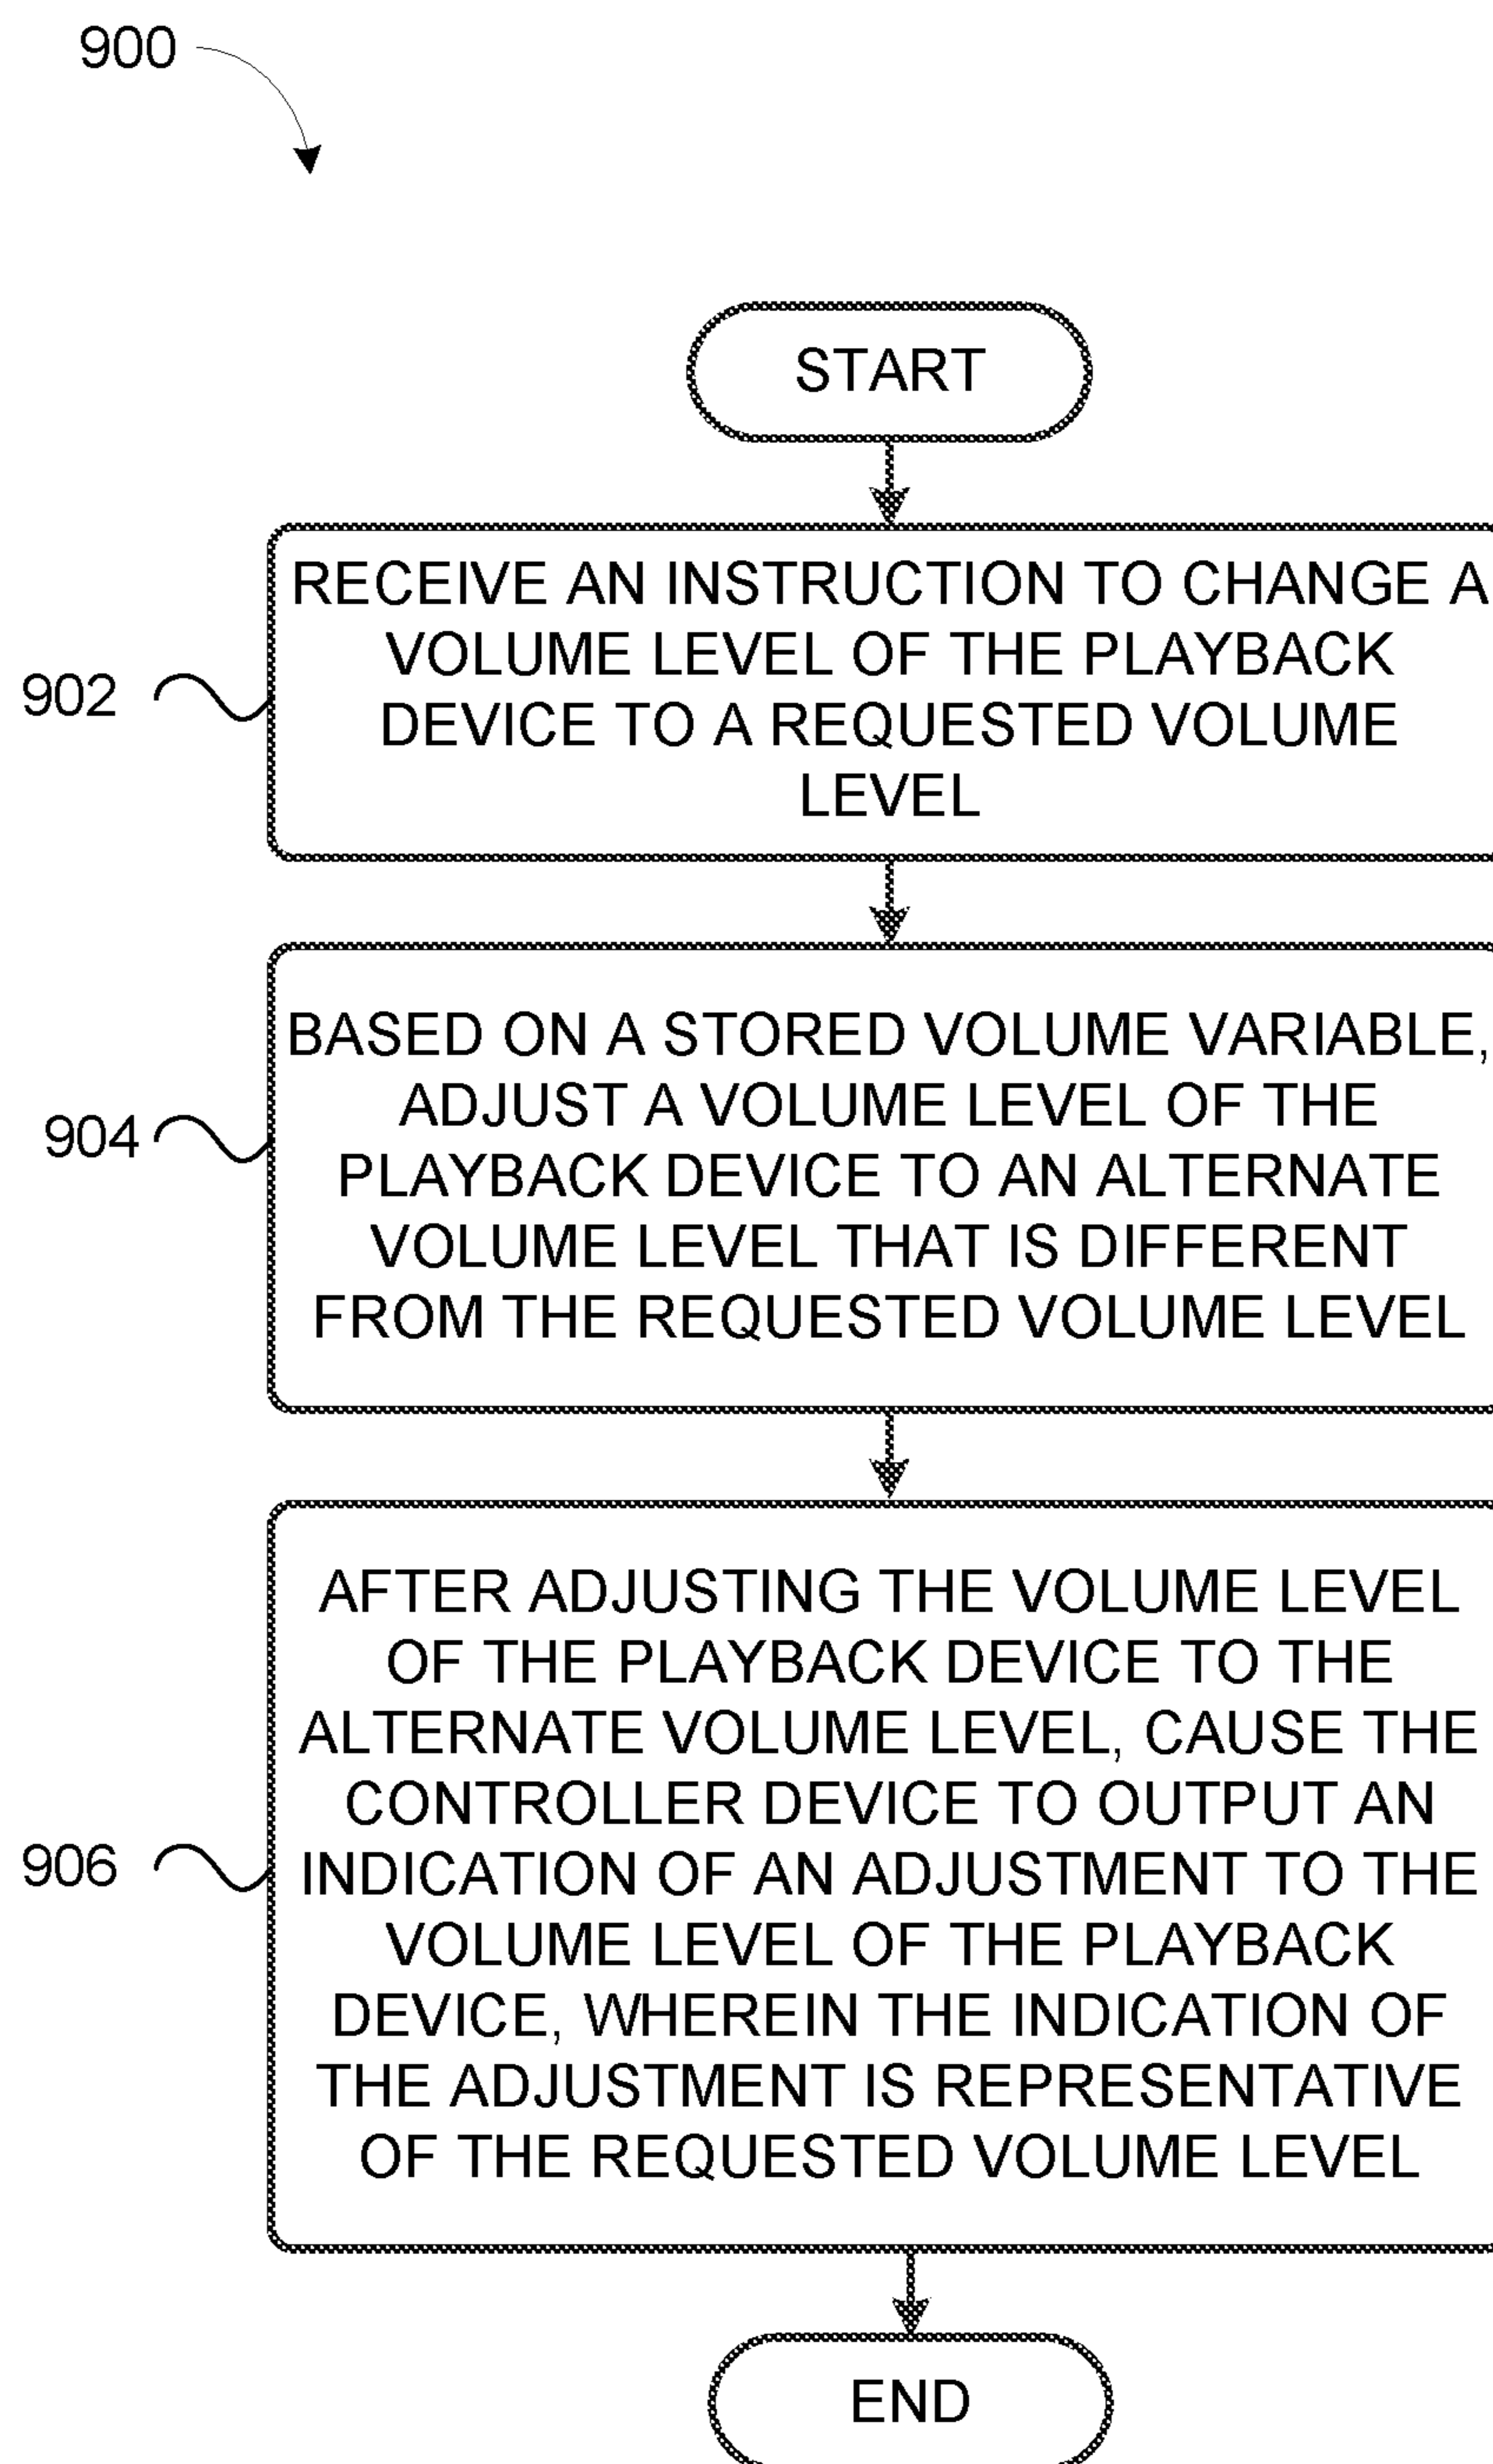 900
START
902
RECEIVE AN INSTRUCTION TO CHANGE A
VOLUME LEVEL OF THE PLAYBACK
DEVICE TO A REQUESTED VOLUME
LEVEL
904
BASED ON A STORED VOLUME VARIABLE,
ADJUST A VOLUME LEVEL OF THE
PLAYBACK DEVICE TO AN ALTERNATE
VOLUME LEVEL THAT IS DIFFERENT
FROM THE REQUESTED VOLUME LEVEL
906
AFTER ADJUSTING THE VOLUME LEVEL
OF THE PLAYBACK DEVICE TO THE
ALTERNATE VOLUME LEVEL, CAUSE THE
CONTROLLER DEVICE TO OUTPUT AN
INDICATION OF AN ADJUSTMENT TO THE
VOLUME LEVEL OF THE PLAYBACK
DEVICE, WHEREIN THE INDICATION OF
THE ADJUSTMENT IS REPRESENTATIVE
OF THE REQUESTED VOLUME LEVEL
END